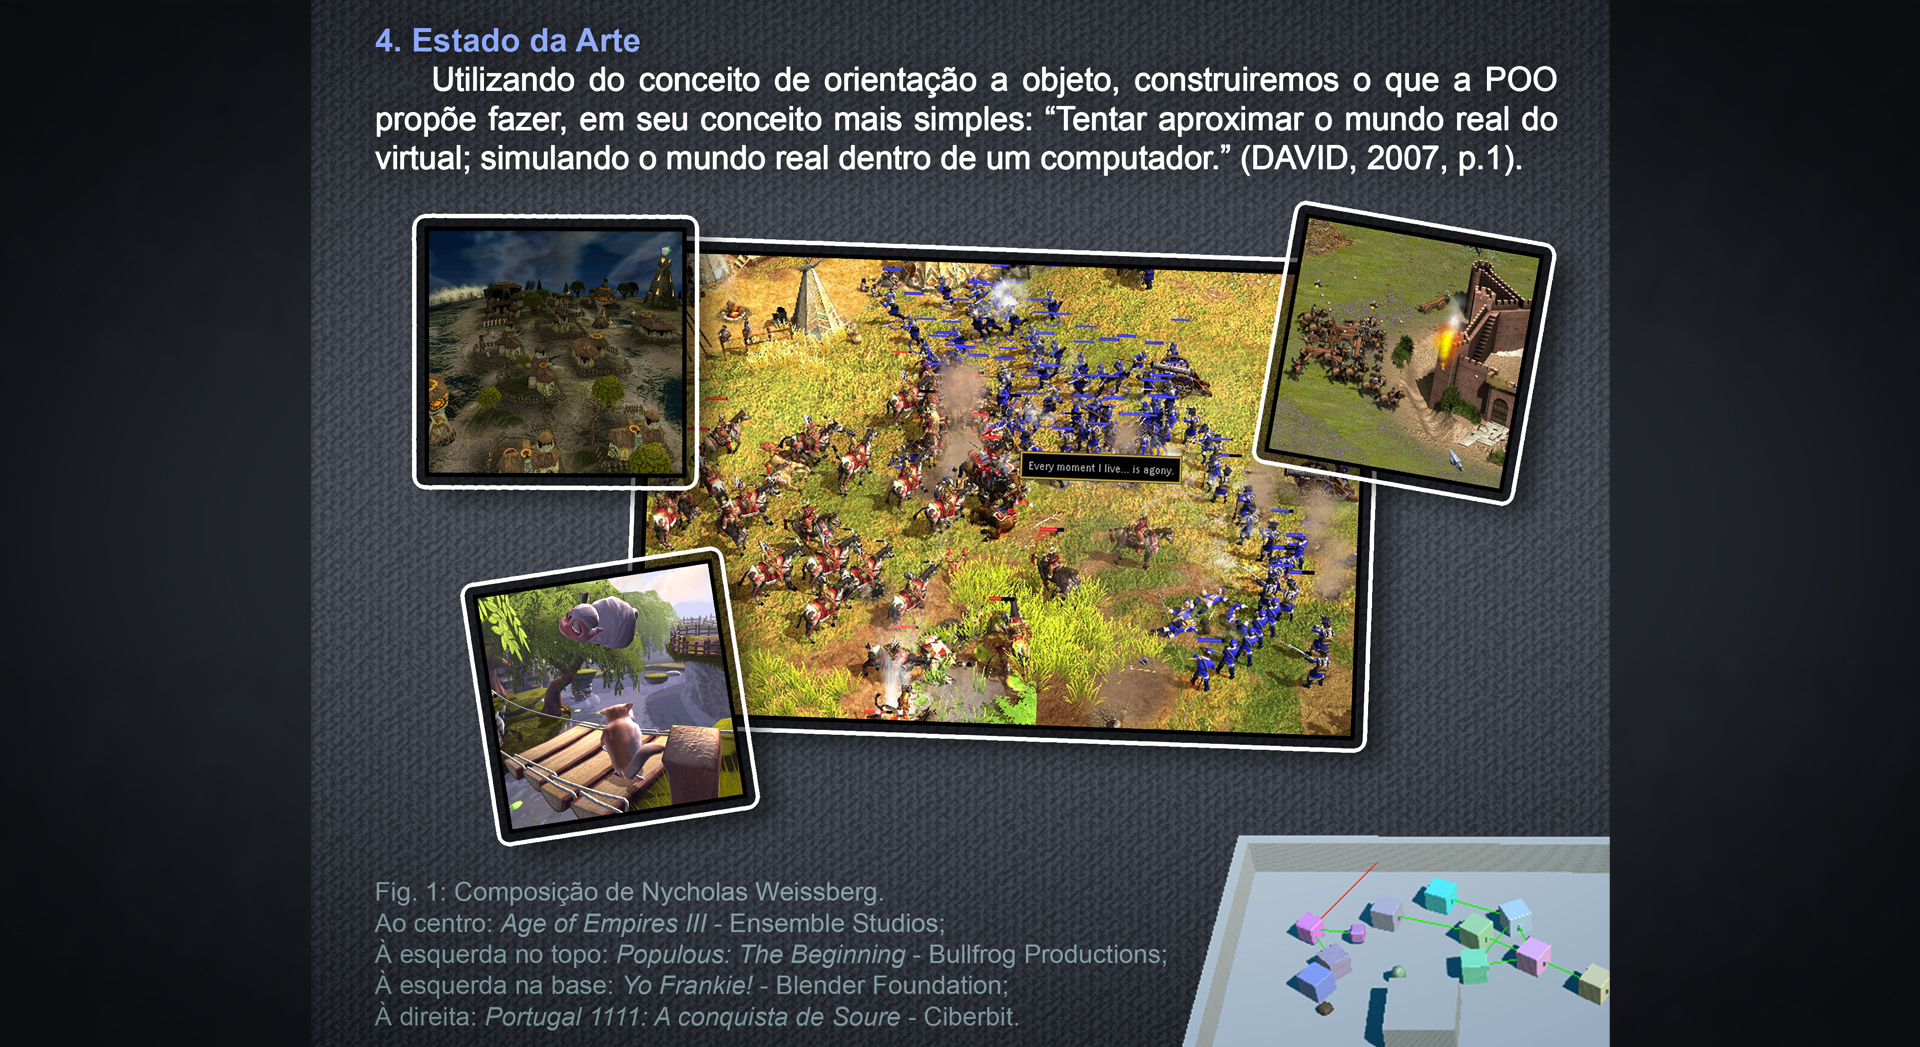 4. Estado da Arte
Utilizando do conceito de orientação a objeto, construiremos o que a POO
propõe fazer, em seu conceito mais simples: “Tentar aproximar o mundo real do
virtual; simulando o mundo real dentro de um computador.” (DAVID, 2007, p.1).
Every moment I live... is agony.
Fig. 1: Composição de Nycholas Weissberg.
Ao centro: Age of Empires III - Ensemble Studios;
À esquerda no topo: Populous: The Beginning - Bullfrog Productions;
À esquerda na base: Yo Frankie! - Blender Foundation;
À direita: Portugal 1111: A conquista de Soure - Ciberbit.